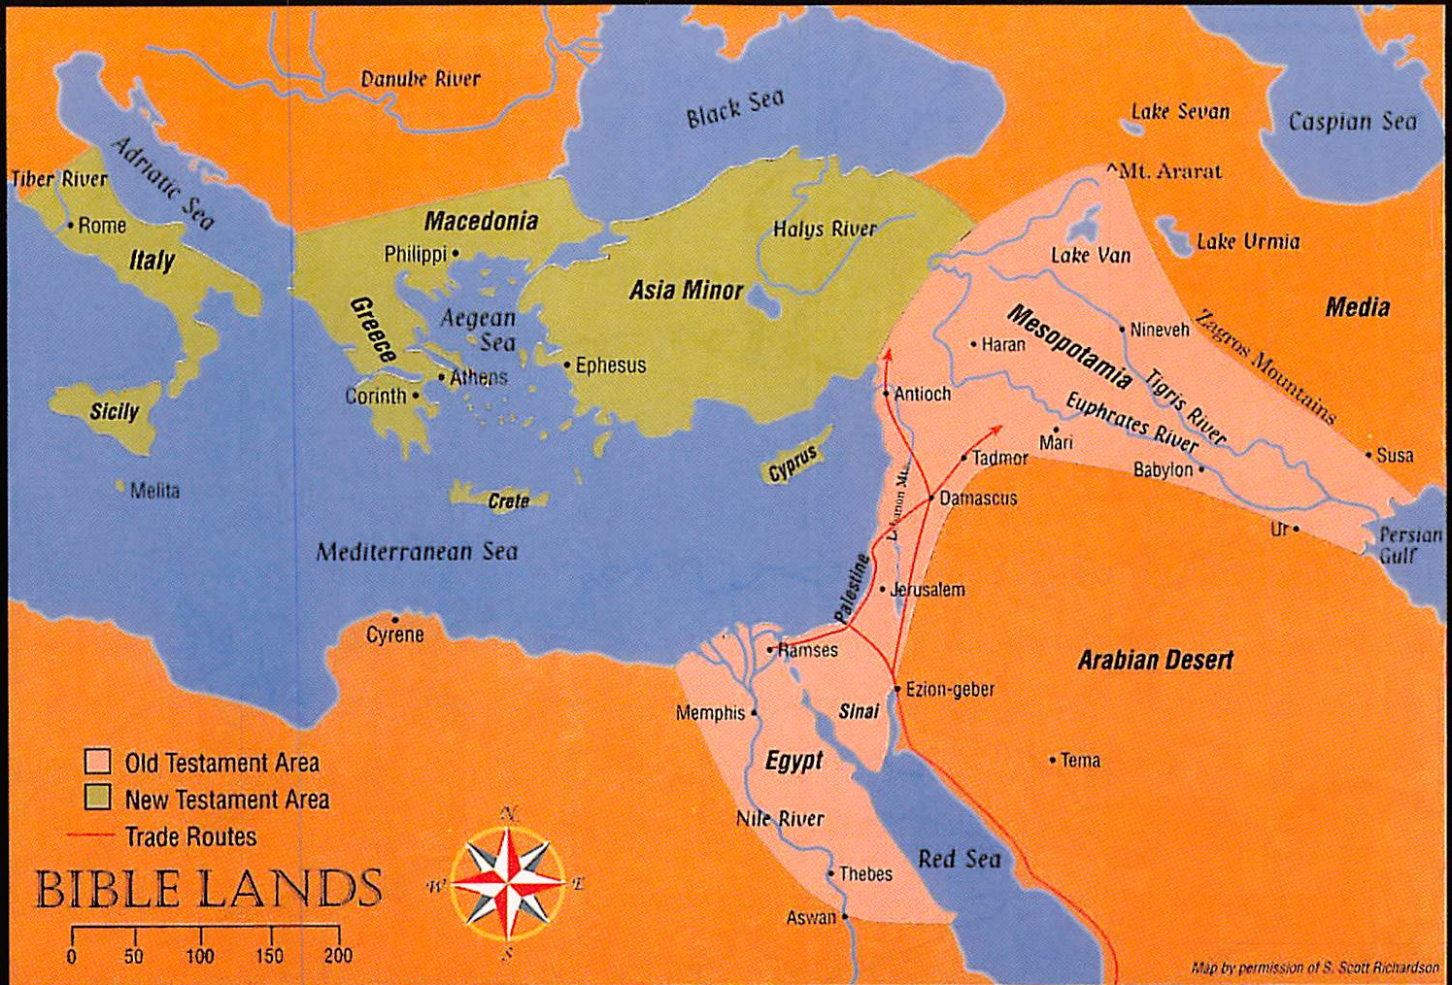 Danube River
Black Sea
Lake Sevan
Caspian Sea
Adriatic Sea
Tiber River
^Mt. Ararat
Rome
Macedonia
Halys River
Lake Urmia
Philippi
Lake Van
Italy
Asia Minor
Media
Greece
Aegean
Sea
Mesopotamia
Nineveh
Zagros Mountains
Haran
Ephesus
Athens
Tigris River
Corinth
Antioch
Euphrates River
Sicily
Mari
Susa
Cyprus
Tadmor
Babylon
Melita
Crete
Damascus
Lebanon Mt.
Ur
Persian
Gulf
Mediterranean Sea
Palestine
Jerusalem
Cyrene
Ramses
Arabian Desert
Ezion-geber
Memphis
Sinai
Egypt
Tema
Old Testament Area
New Testament Area
Trade Routes
Nile River
Red Sea
Thebes
Aswan
N
W
E
S
BIBLE LANDS
0 50 100 150 200
Map by permission of S. Scott Richardson